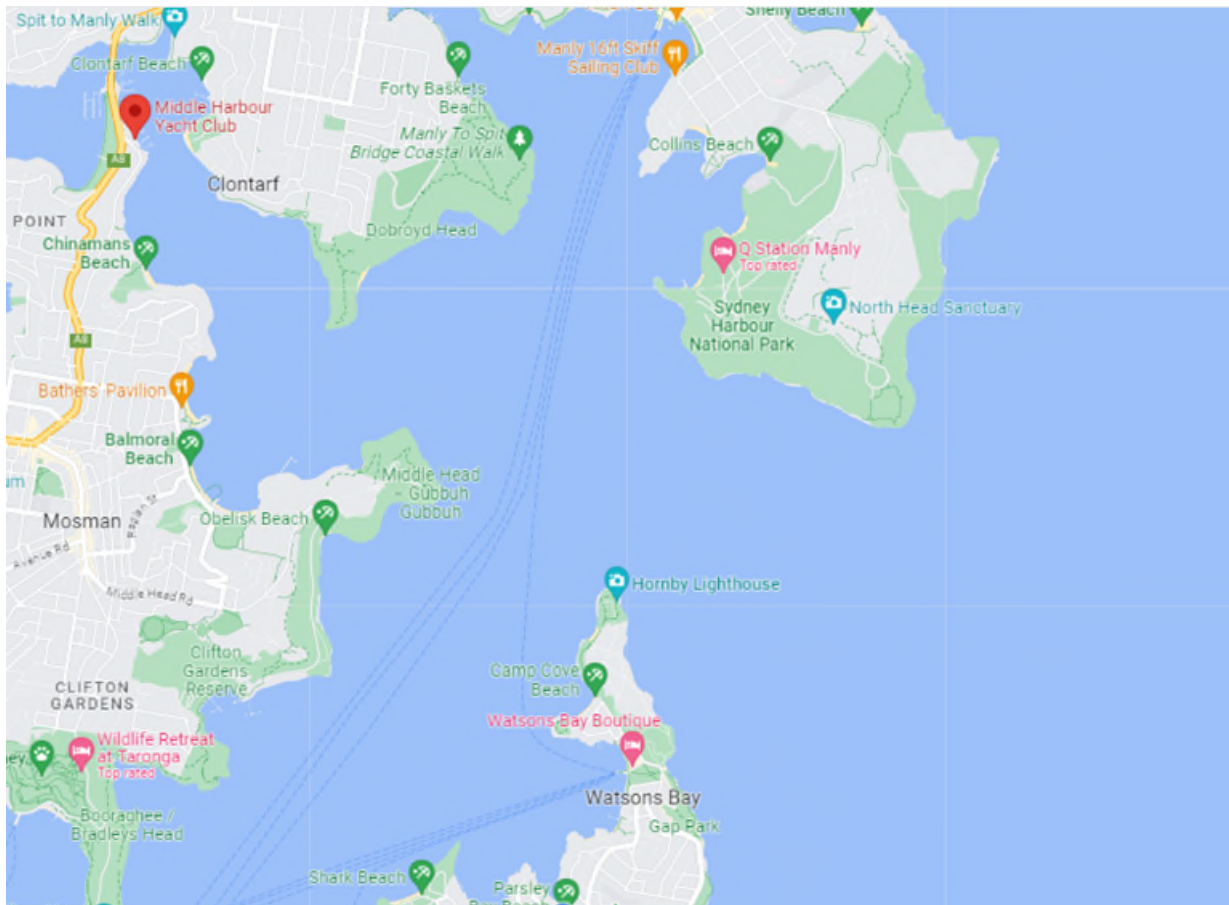 Spit to Manly Walk
Shelly Beach
Clontarf Beach
Manly 16ft Skiff
Sailing Club
Forty Baskets
Beach
Middle Harbour
Yacht Club
Manly To Spit
Bridge Coastal Walk
Collins Beach
A8
Clontarf
POINT
Dobroyd Head
Chinamans
Beach
Q Station Manly
Top rated
Sydney
Harbour
National Park
North Head Sanctuary
A8
Bathers' Pavilion
Balmoral
Beach
um
Middle Head
- Gubbuh
Gubbuh
Mosman
Obelisk Beach
Avenue Rd
Middle Head Rd
Hornby Lighthouse
Clifton
Gardens
Reserve
Camp Cove
Beach
CLIFTON
GARDENS
Watsons Bay Boutique
Wildlife Retreat
at Taronga
Top rated
ney
Watsons Bay
Booraghee /
Bradleys Head
Gap Park
Shark Beach
Parsley